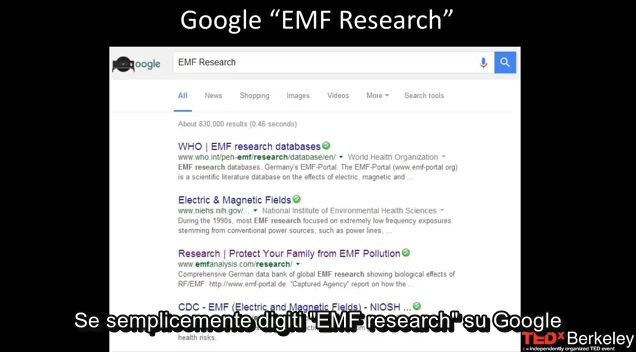 Google “EMF Research”
oogle
EMF Research
All News Shopping Images Videos More Search tools
About 830,000 results (0.46 seconds)
WHO | EMF research databases
www.who.int/peh-emf/research/database/en/ World Health Organization
EMF research databases. Germany's EMF-Portal. The EMF-Portal (www.emf-portal.org)
is a scientific literature database on the effects of electric, magnetic and ...
Electric & Magnetic Fields
www.niehs.nih.gov/... National Institute of Environmental Health Sciences
During the 1990s, most EMF research focused on extremely low frequency exposures
stemming from conventional power sources, such as power lines, ...
Research | Protect Your Family from EMF Pollution
www.emfanalysis.com/research/
Comprehensive German data bank of global EMF research showing biological effects of
RF/EMF. http://www.emf-portal.de. “Captured Agency” report on how the ...
CDC - EMF (Electric and Magnetic Fields) - NIOSH ...
Se semplicemente digiti "EMF research" su Google
health risks.
TEDx Berkeley
x = independently organized TED event